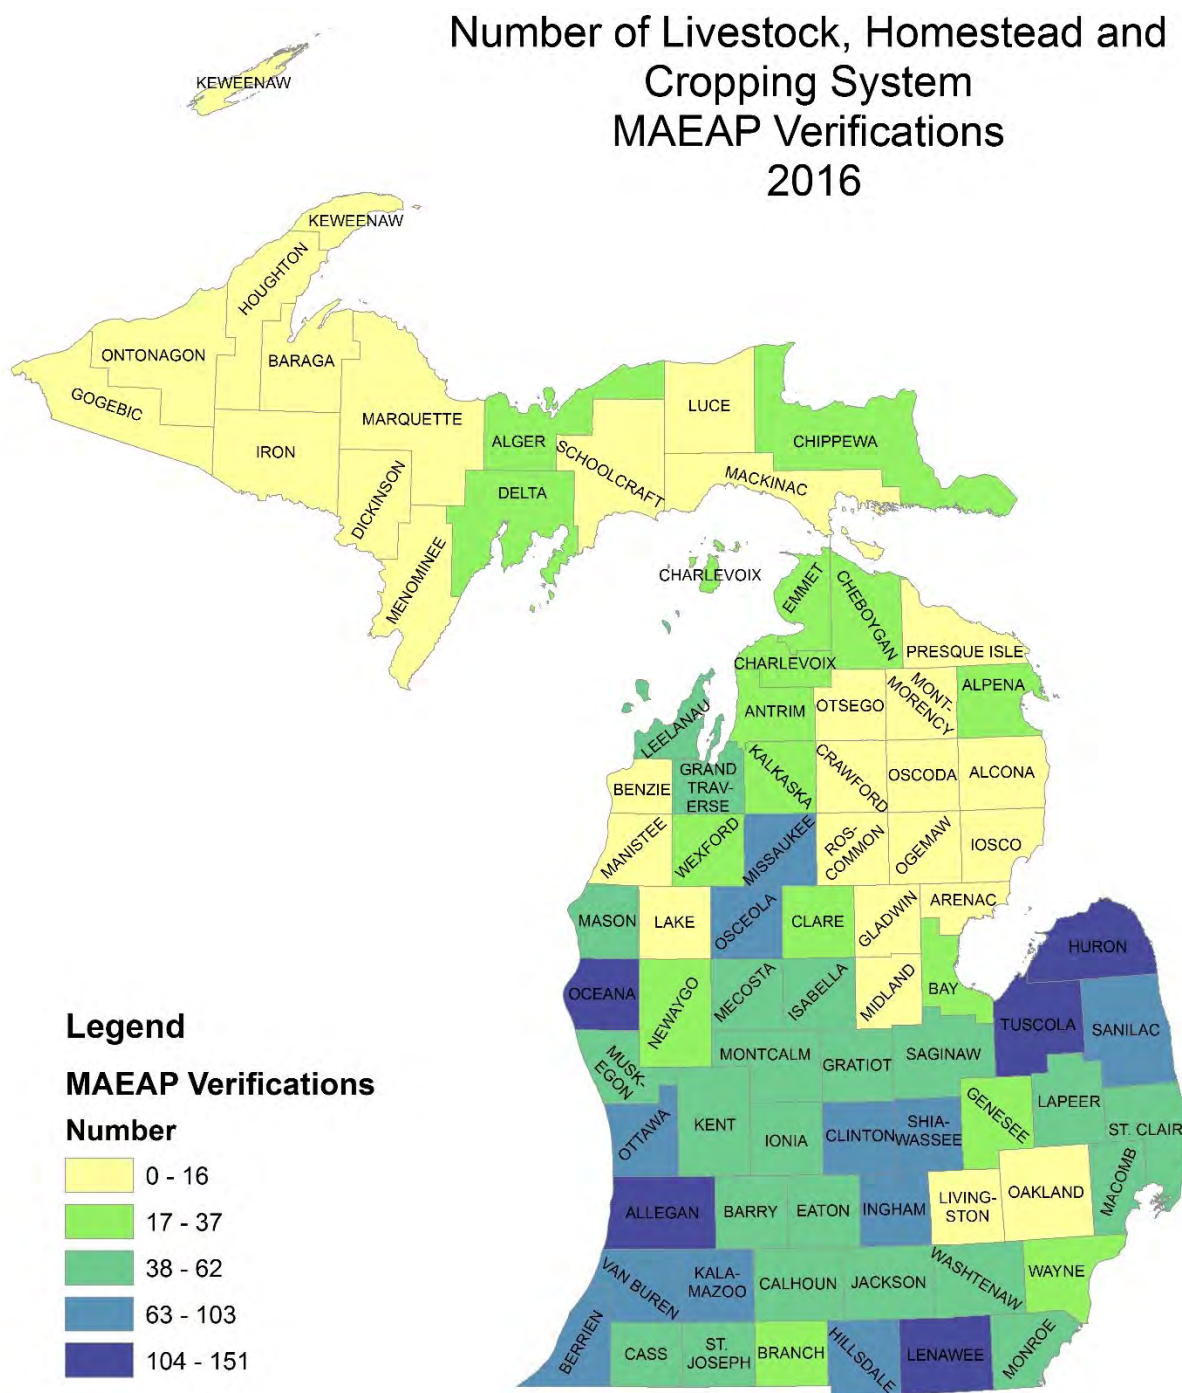 Number of Livestock, Homestead and
Cropping System
MAEAP Verifications
2016
KEWEENAW
KEWEENAW
HOUGHTON
ONTONAGON
BARAGA
GOGEBIC
MARQUETTE
IRON
DICKINSON
MENOMINEE
ALGER
DELTA
SCHOOLCRAFT
LUCE
CHIPPEWA
MACKINAC
CHARLEVOIX
EMMET
CHEBOYGAN
PRESQUE ISLE
CHARLEVOIX
ANTRIM
OTSEGO
MONT-
MORENCY
ALPENA
LEELANAU
BENZIE
GRAND
TRAV-
ERSE
KALKASKA
CRAWFORD
OSCODA
ALCONA
MANISTEE
WEXFORD
MISSAUKEE
ROS-
COMMON
OGEMAW
IOSCO
MASON
LAKE
OSCEOLA
CLARE
GLADWIN
ARENAC
HURON
OCEANA
NEWAYGO
MECOSTA
ISABELLA
MIDLAND
BAY
TUSCOLA
SANILAC
MUSK-
EGON
MONTCALM
GRATIOT
SAGINAW
OTTAWA
KENT
IONIA
CLINTON
SHIA-
WASSEE
GENESEE
LAPEER
ST. CLAIR
ALLEGAN
BARRY
EATON
INGHAM
LIVING-
STON
OAKLAND
MACOMB
VAN BUREN
KALA-
MAZOO
CALHOUN
JACKSON
WASHTENAW
WAYNE
BERRIEN
CASS
ST.
JOSEPH
BRANCH
HILLSDALE
LENAWEE
MONROE
Legend
MAEAP Verifications
Number
0 - 16
17 - 37
38 - 62
63 - 103
104 - 151